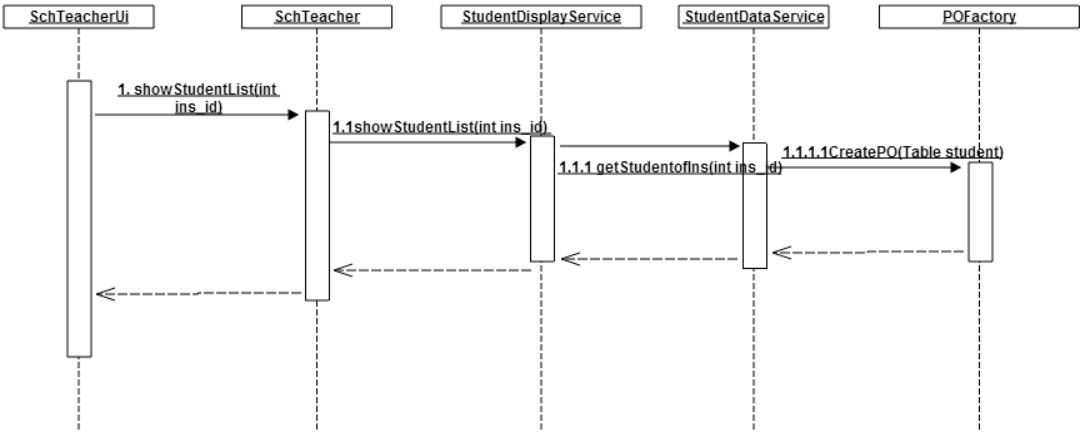 SchTeacherUi
SchTeacher
StudentDisplayService
StudentDataService
POFactory
1. showStudentList(int
ins_id)
1.1showStudentList(int ins_id)
1.1.1 getStudentofIns(int ins_id)
1.1.1.1CreatePO(Table student)